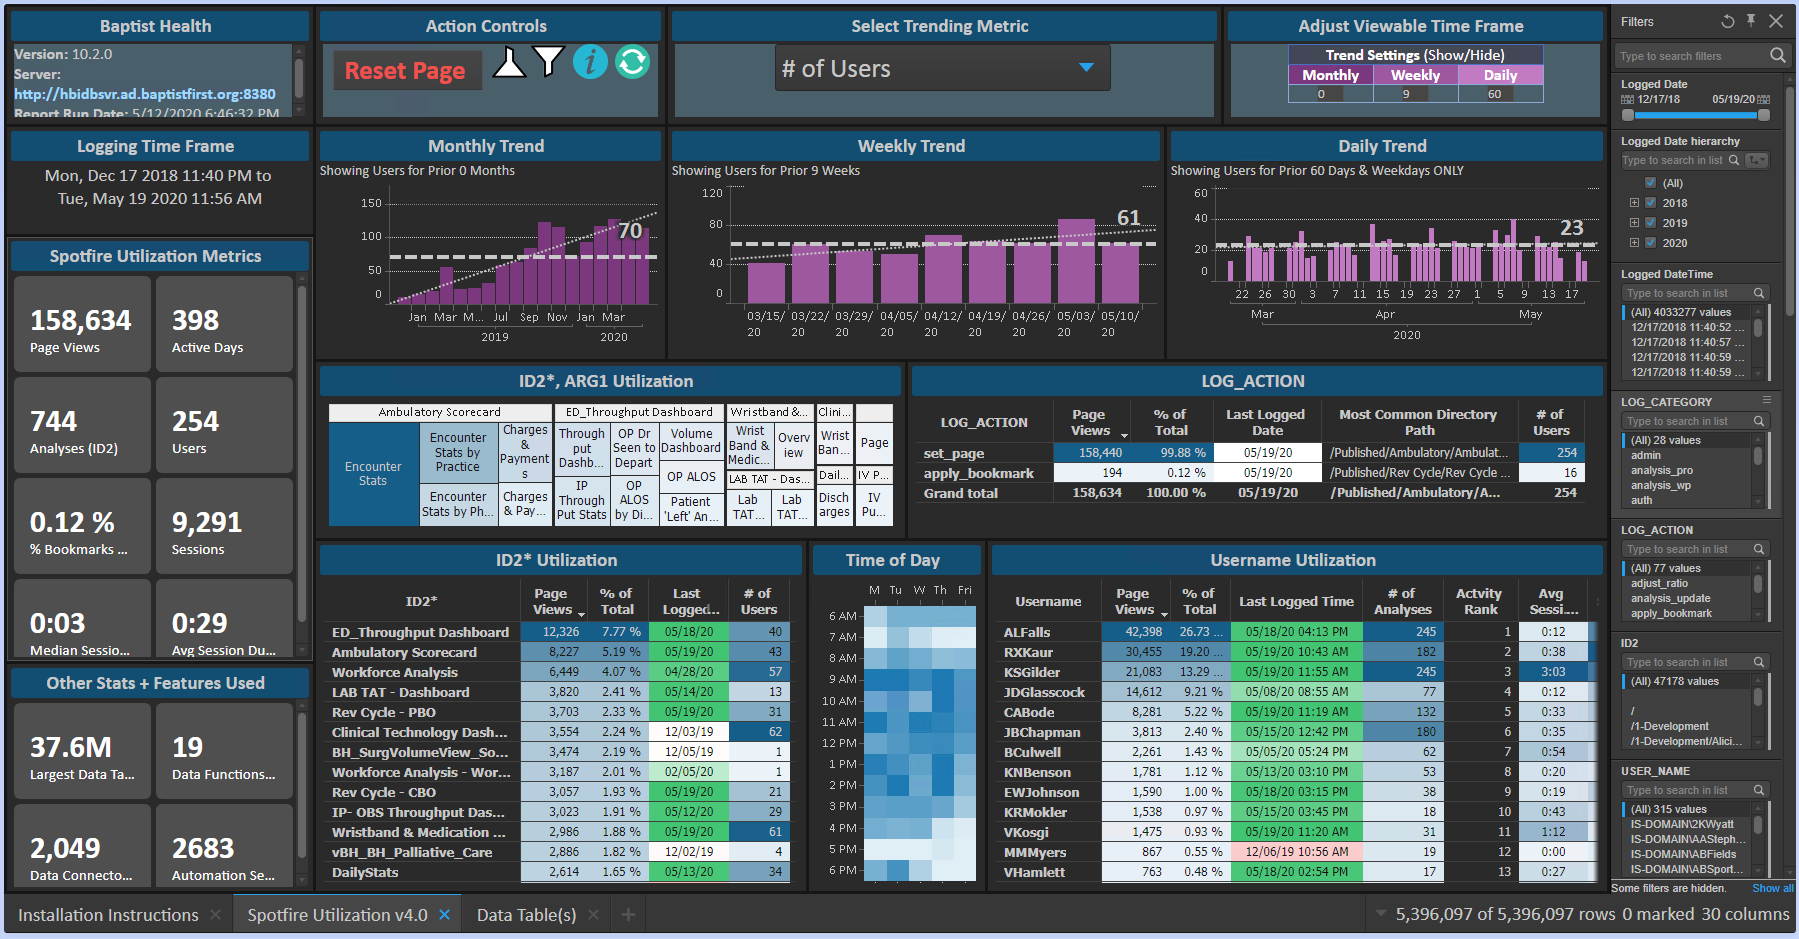 Baptist Health
Version: 10.2.0
Server:
http://hbidbsvr.ad.baptistfirst.org:8380
Report Run Date: 5/12/2020 6:46:32 PM
Action Controls
Reset Page
i
Select Trending Metric
# of Users
Adjust Viewable Time Frame
Trend Settings (Show/Hide)
Monthly Weekly Daily
0 9 60
Logging Time Frame
Mon, Dec 17 2018 11:40 PM to
Tue, May 19 2020 11:56 AM
Monthly Trend
Showing Users for Prior 0 Months
150
100
50
0
70
Jan Mar M... Jul Sep Nov Jan Mar
2019 2020
Weekly Trend
Showing Users for Prior 9 Weeks
120
80
40
0
61
03/15/ 03/22/ 03/29/ 04/05/ 04/12/ 04/19/ 04/26/ 05/03/ 05/10/
20 20 20 20 20 20 20 20 20
Daily Trend
Showing Users for Prior 60 Days & Weekdays ONLY
60
40
20
0
23
22 26 30 3 7 11 15 19 23 27 1 5 9 13 17
Mar Apr May
2020
Spotfire Utilization Metrics
158,634 398
Page Views Active Days
744 254
Analyses (ID2) Users
0.12 % 9,291
% Bookmarks ... Sessions
0:03 0:29
Median Sessio... Avg Session Du...
Other Stats + Features Used
37.6M 19
Largest Data Ta... Data Functions...
2,049 2683
Data Connecto... Automation Se...
ID2*, ARG1 Utilization
Ambulatory Scorecard ED_Throughput Dashboard Wristband &... Clini...
Encounter
Stats
Encounter
Stats by
Practice
Encounter
Stats by Ph...
Charges
&
Payment
s
Charges
& Pay...
Through
put
Dashb...
IP
Through
Put Stats
OP Dr
Seen to
Depart
OP
ALOS
by Di...
Volume
Dashboard
OP ALOS
Patient
'Left' An...
Wrist
Band &
Medic...
Overv
iew
LAB TAT - Das...
Lab
TAT...
Lab
TAT...
Wrist
Ban...
Dail...
Disch
arges
Page
IV P...
IV
Pu...
LOG_ACTION
LOG_ACTION Page Views % of Total Last Logged Date Most Common Directory Path # of Users
set_page 158,440 99.88 % 05/19/20 /Published/Ambulatory/Ambulat... 254
apply_bookmark 194 0.12 % 05/19/20 /Published/Rev Cycle/Rev Cycle ... 16
Grand total 158,634 100.00 % 05/19/20 /Published/Ambulatory/A... 254
ID2* Utilization
ID2* Page Views % of Total Last Logged... # of Users
ED_Throughput Dashboard 12,326 7.77 % 05/18/20 40
Ambulatory Scorecard 8,227 5.19 % 05/19/20 43
Workforce Analysis 6,449 4.07 % 04/28/20 57
LAB TAT - Dashboard 3,820 2.41 % 05/14/20 13
Rev Cycle - PBO 3,703 2.33 % 05/19/20 31
Clinical Technology Dash... 3,554 2.24 % 12/03/19 62
BH_SurgVolumeView_So... 3,474 2.19 % 12/05/19 1
Workforce Analysis - Wor... 3,187 2.01 % 02/05/20 1
Rev Cycle - CBO 3,057 1.93 % 05/19/20 21
IP- OBS Throughput Das... 3,023 1.91 % 05/12/20 29
Wristband & Medication ... 2,986 1.88 % 05/19/20 61
vBH_BH_Palliative_Care 2,886 1.82 % 12/02/19 4
DailyStats 2,614 1.65 % 05/13/20 34
Time of Day
M Tu W Th Fri
6 AM
7 AM
8 AM
9 AM
10 AM
11 AM
12 PM
1 PM
2 PM
3 PM
4 PM
5 PM
6 PM
Username Utilization
Username Page Views % of Total Last Logged Time # of Analyses Actvity Rank Avg Sessi....
ALFalls 42,398 26.73 ... 05/18/20 04:13 PM 245 1 0:12
RXKaur 30,455 19.20 ... 05/19/20 10:43 AM 182 2 0:38
KSGilder 21,083 13.29 ... 05/19/20 11:55 AM 245 3 3:03
JDGlasscock 14,612 9.21 % 05/08/20 08:55 AM 77 4 0:12
CABode 8,281 5.22 % 05/19/20 11:19 AM 132 5 0:33
JBChapman 3,813 2.40 % 05/15/20 12:42 PM 180 6 0:35
BCulwell 2,261 1.43 % 05/05/20 05:24 PM 62 7 0:54
KNBenson 1,781 1.12 % 05/13/20 03:10 PM 53 8 0:20
EWJohnson 1,590 1.00 % 05/18/20 03:15 PM 38 9 0:19
KRMokler 1,538 0.97 % 05/15/20 03:45 PM 18 10 0:43
VKosgi 1,475 0.93 % 05/19/20 11:20 AM 31 11 1:12
MMMyers 867 0.55 % 12/06/19 10:56 AM 19 12 0:00
VHamlett 763 0.48 % 05/18/20 02:54 PM 17 13 0:27
Filters
Type to search filters
Logged Date
12/17/18 05/19/20
Logged Date hierarchy
Type to search in list
(All)
2018
2019
2020
Logged DateTime
Type to search in list
(All) 4033277 values
12/17/2018 11:40:52 ...
12/17/2018 11:40:57 ...
12/17/2018 11:40:59 ...
12/17/2018 11:40:59 ...
LOG_CATEGORY
Type to search in list
(All) 28 values
admin
analysis_pro
analysis_wp
auth
LOG_ACTION
Type to search in list
(All) 77 values
adjust_ratio
analysis_update
apply_bookmark
ID2
Type to search in list
(All) 47178 values
/
/1-Development
/1-Development/Alici...
USER_NAME
Type to search in list
(All) 315 values
IS-DOMAIN\2KWyatt
IS-DOMAIN\AASteph...
IS-DOMAIN\ABFields
IS-DOMAIN\ABSport...
Some filters are hidden. Show all
Installation Instructions Spotfire Utilization v4.0 Data Table(s)
5,396,097 of 5,396,097 rows 0 marked 30 columns